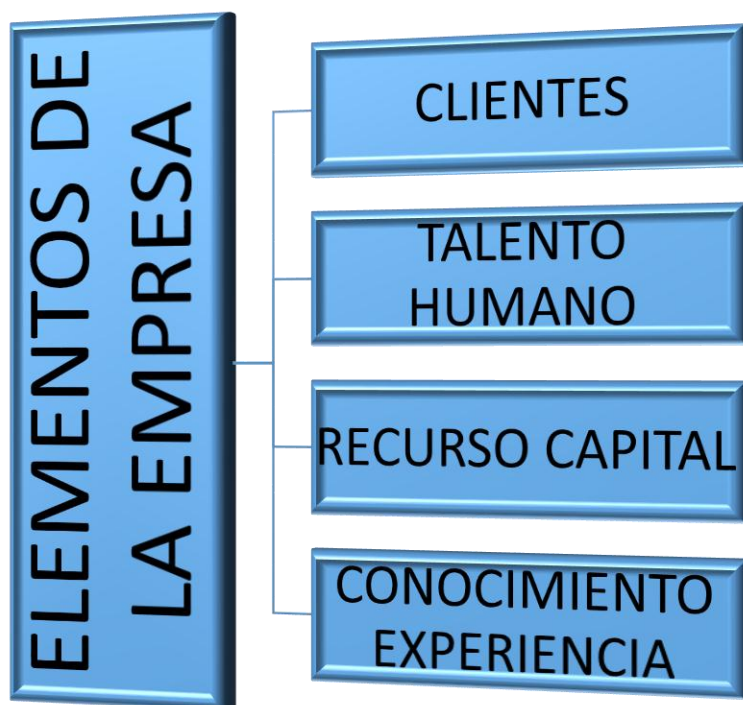 ELEMENTOS DE
LA EMPRESA
CLIENTES
TALENTO
HUMANO
RECURSO CAPITAL
CONOCIMIENTO
EXPERIENCIA